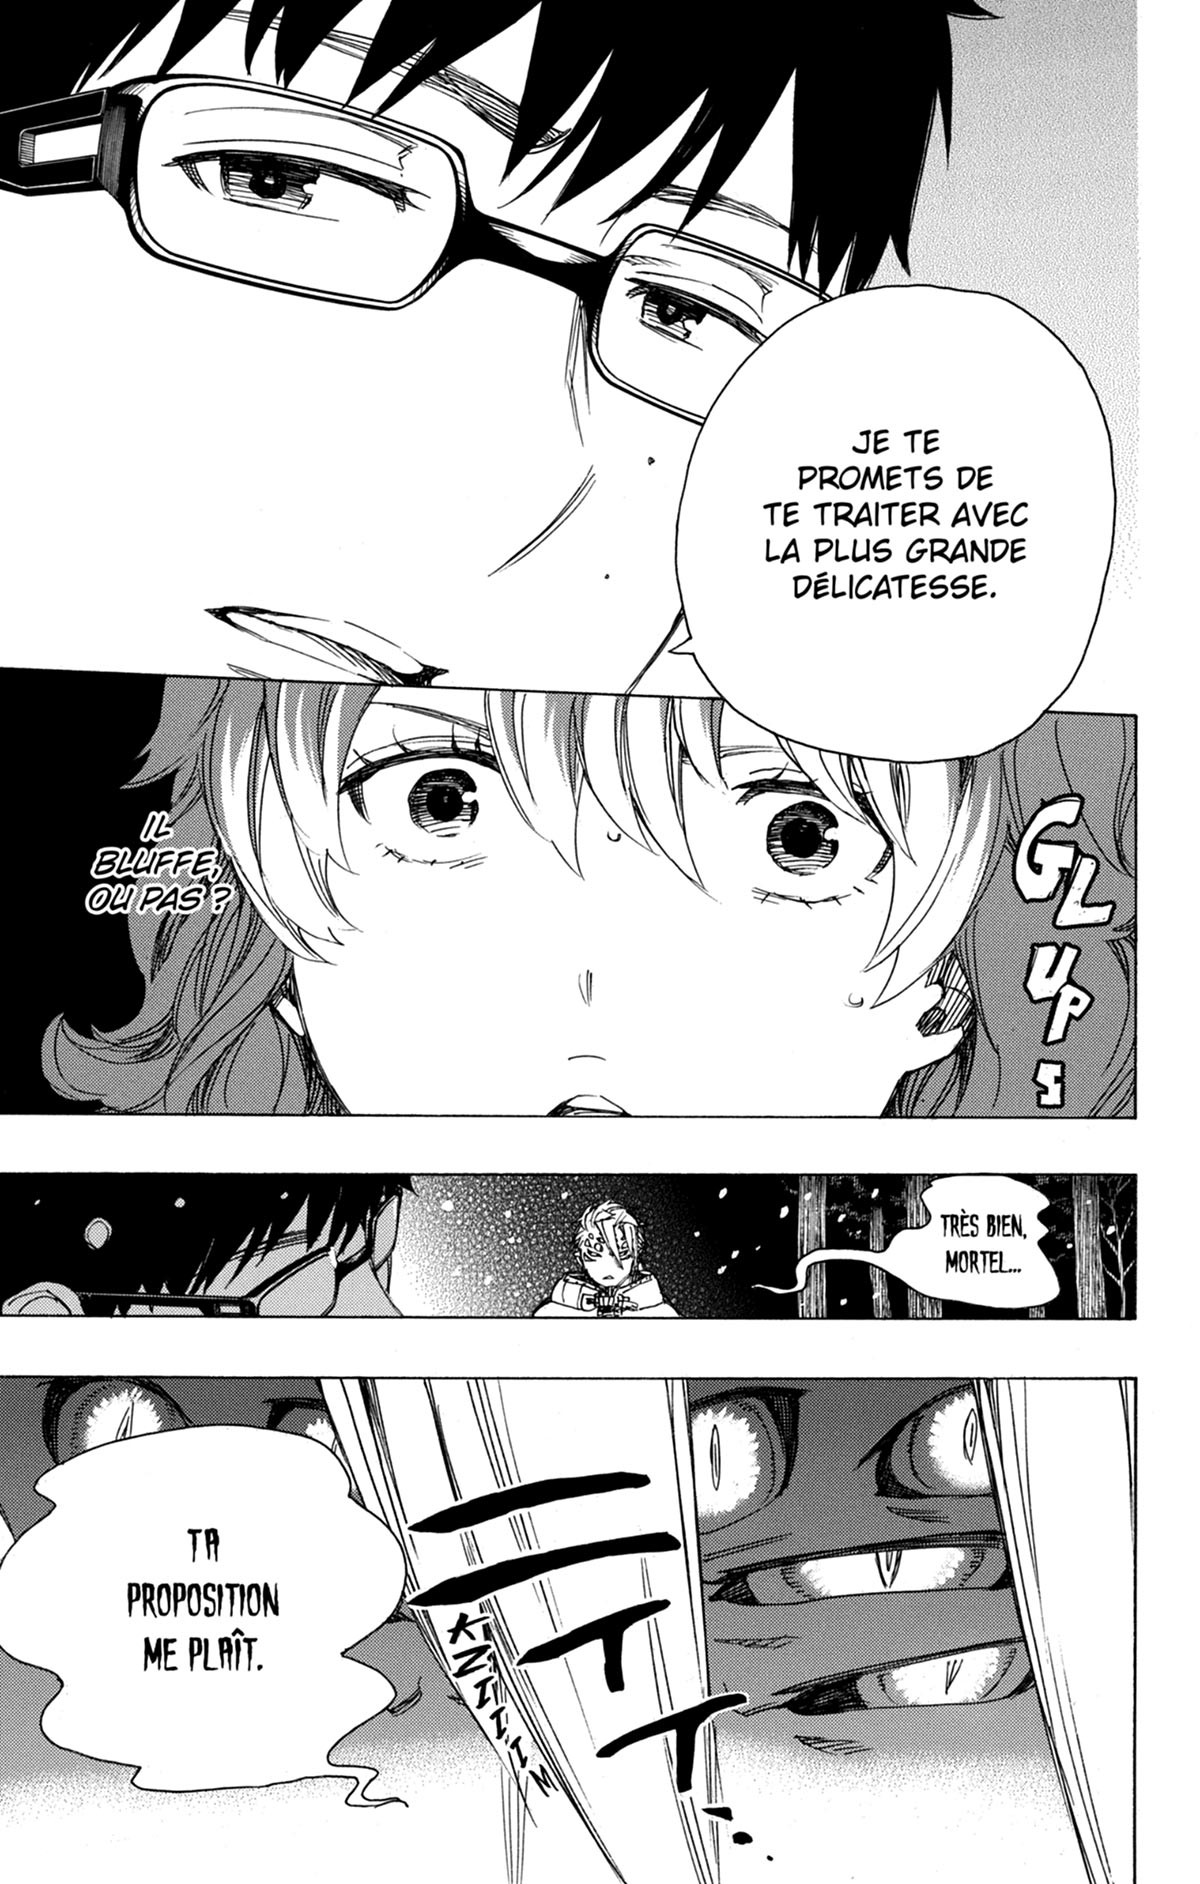 JE TE
PROMETS DE
TE TRAITER AVEC
LA PLUS GRANDE
DÉLICATESSE.
IL
BLUFFE,
OU PAS ?
GLUPS
TRÈS BIEN,
MORTEL...
TA
PROPOSITION
ME PLAÎT.